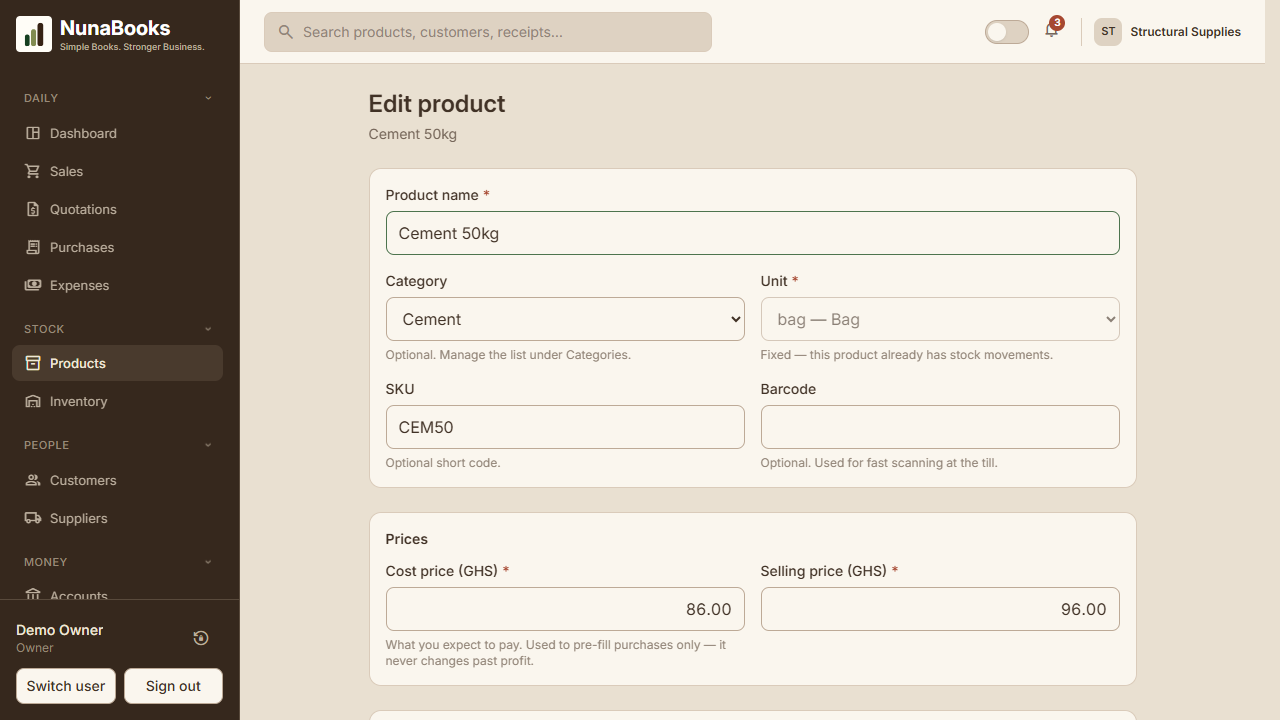 NunaBooks
Simple Books. Stronger Business.
DAILY
Dashboard
Sales
Quotations
Purchases
Expenses
STOCK
Products
Inventory
PEOPLE
Customers
Suppliers
MONEY
Accounts
Demo Owner
Owner
Switch user
Sign out
Search products, customers, receipts...
3
ST
Structural Supplies
Edit product
Cement 50kg
Product name *
Cement 50kg
Category
Unit *
Cement
bag — Bag
Optional. Manage the list under Categories.
Fixed — this product already has stock movements.
SKU
Barcode
CEM50
Optional short code.
Optional. Used for fast scanning at the till.
Prices
Cost price (GHS) *
Selling price (GHS) *
86.00
96.00
What you expect to pay. Used to pre-fill purchases only — it
never changes past profit.